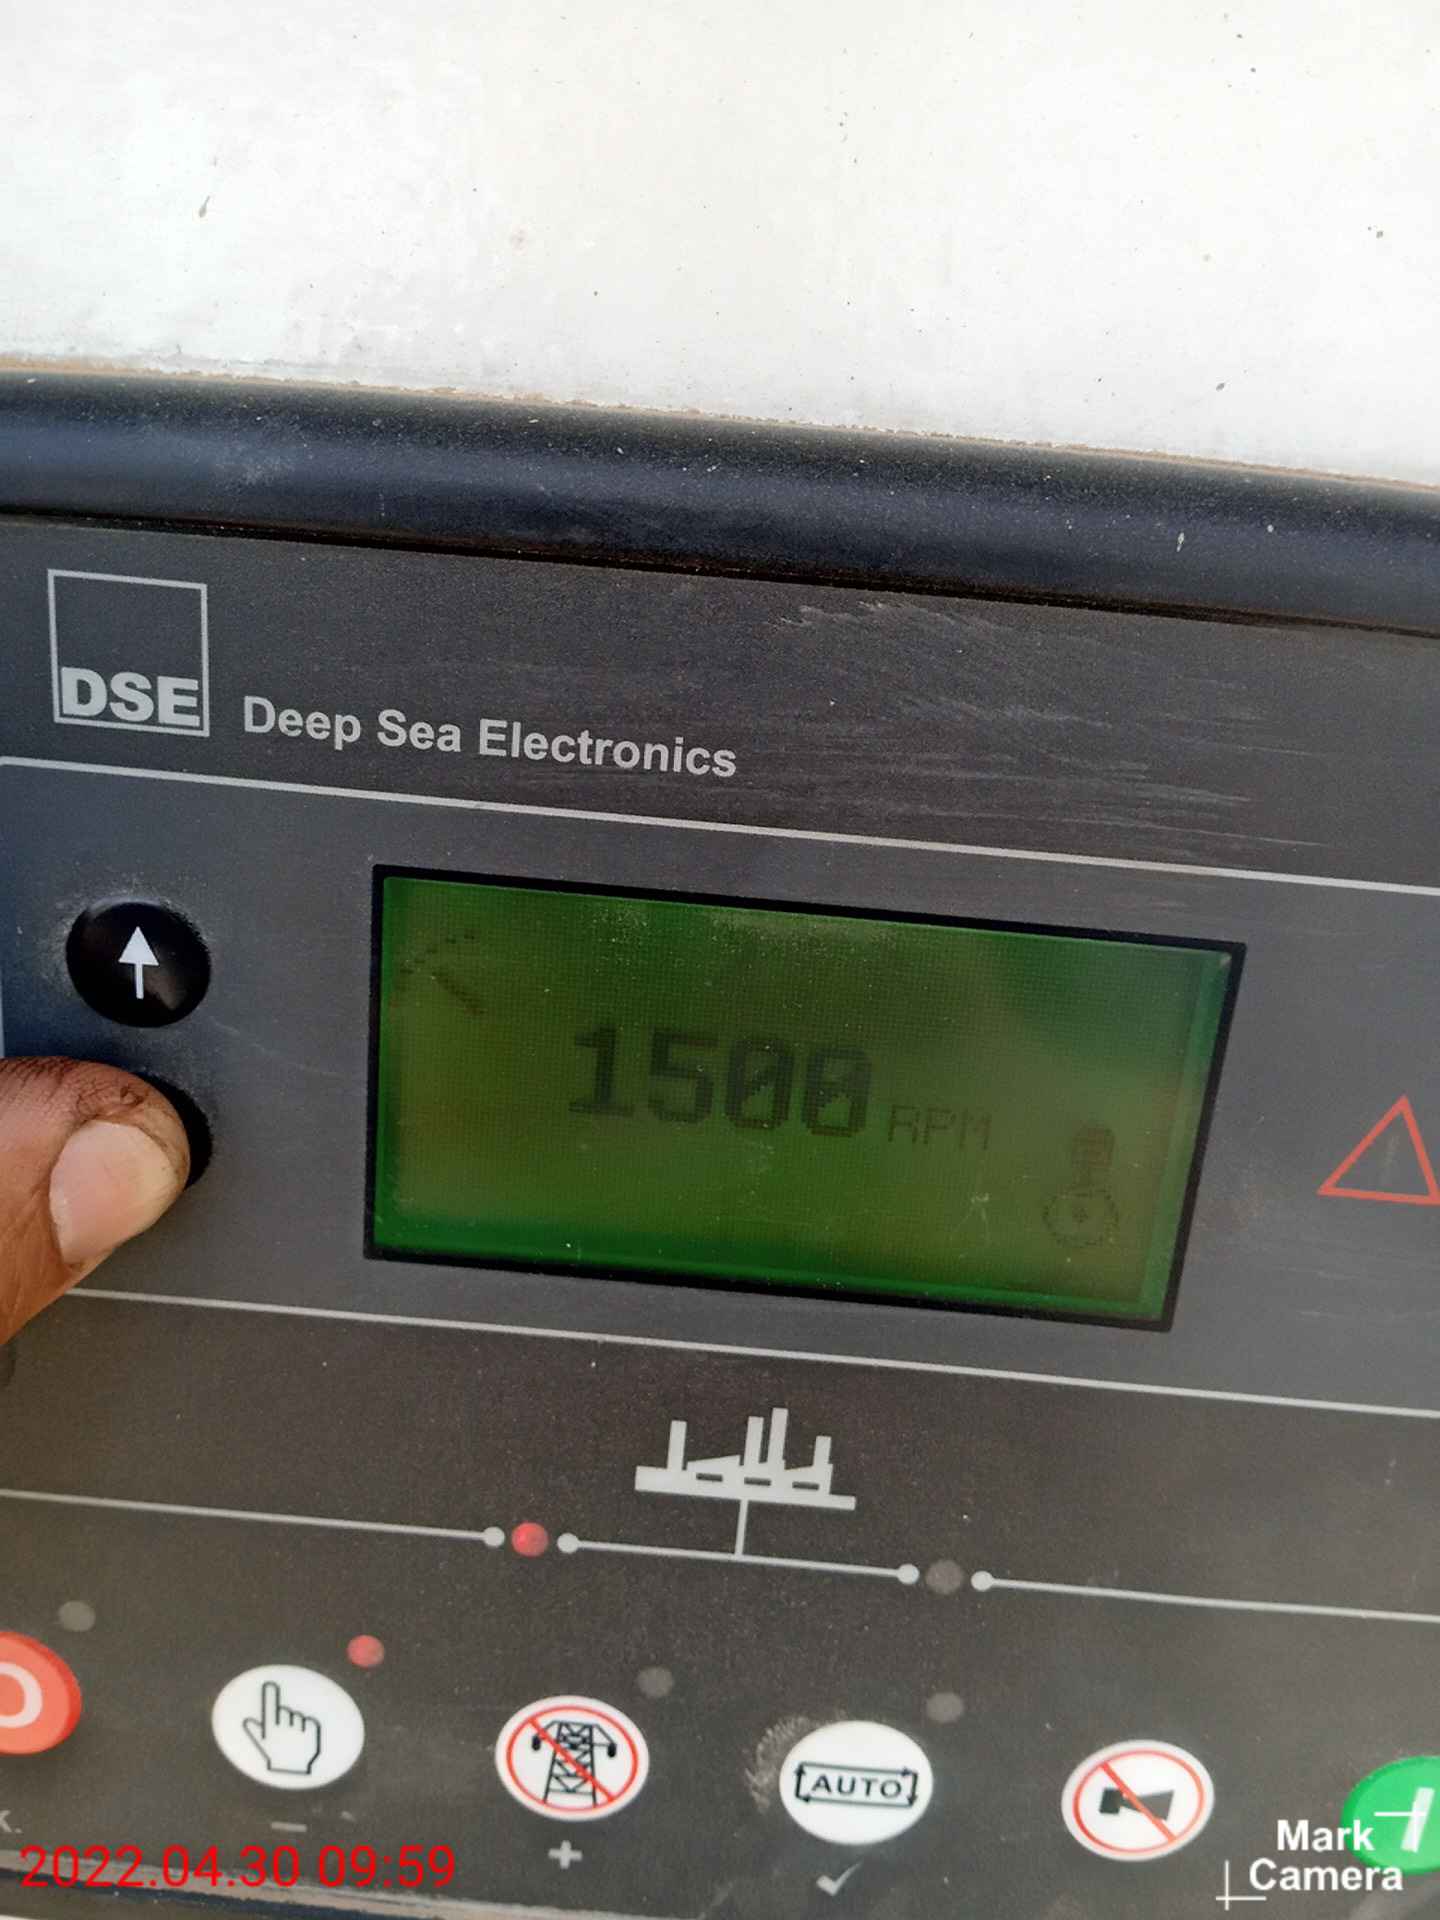 DSE Deep Sea Electronics
1500 RPM
AUTO
2022.04.30 09:59
Mark
Camera